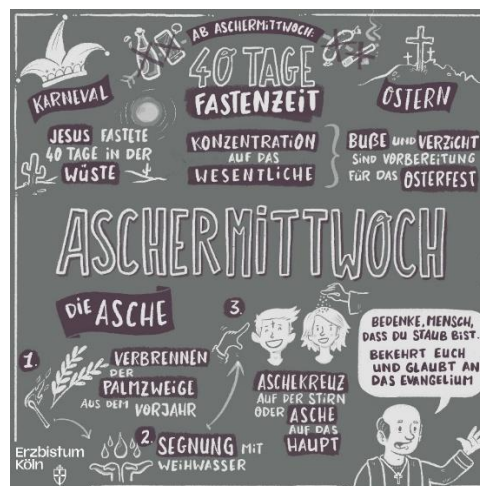 AB ASCHERMITTWOCH:
40 TAGE
FASTENZEIT
KARNEVAL
OSTERN
JESUS FASTETE
40 TAGE IN DER
WÜSTE
KONZENTRATION
AUF DAS
WESENTLICHE
BUßE UND VERZICHT
SIND VORBEREITUNG
FÜR DAS OSTERFEST
ASCHERMITTWOCH
DIE ASCHE
1.
VERBRENNEN
DER
PALMZWEIGE
AUS DEM VORJAHR
2. SEGNUNG MIT
WEIHWASSER
3.
ASCHEKREUZ
AUF DER STIRN
ODER ASCHE
AUF DAS
HAUPT
BEDENKE, MENSCH,
DASS DU STAUB BIST.
BEKEHRT EUCH
UND GLAUBT AN
DAS EVANGELIUM
Erzbistum
Köln